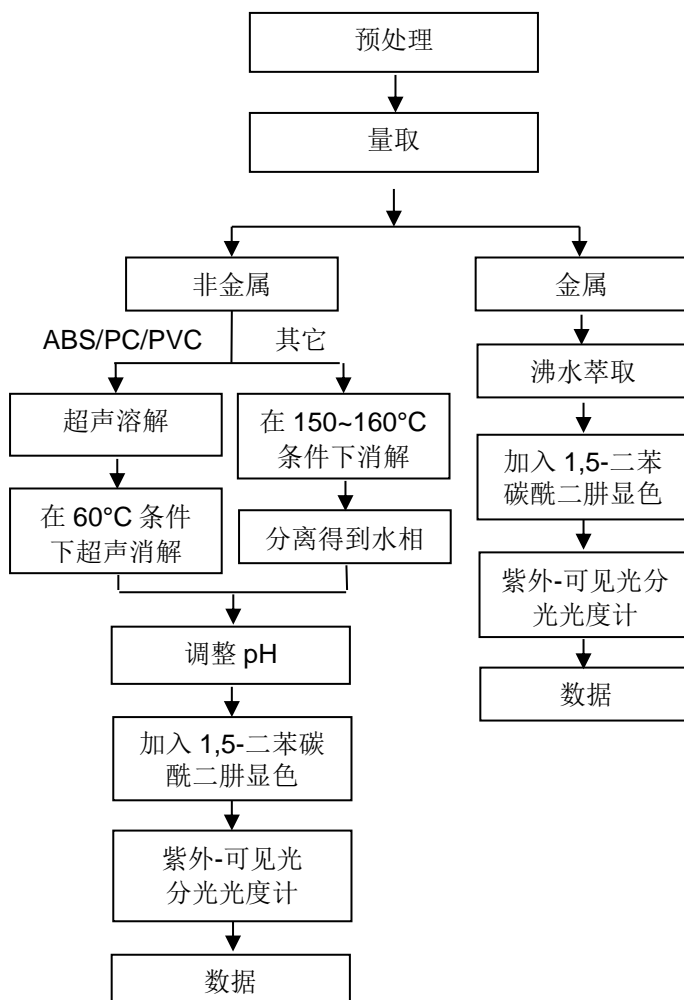 预处理
量取
非金属
金属
ABS/PC/PVC
其它
沸水萃取
超声溶解
在 150~160°C
条件下消解
加入 1,5-二苯
碳酰二肼显色
在 60°C 条件
下超声消解
分离得到水相
紫外-可见光分
光光度计
调整 pH
数据
加入 1,5-二苯碳
酰二肼显色
紫外-可见光
分光光度计
数据